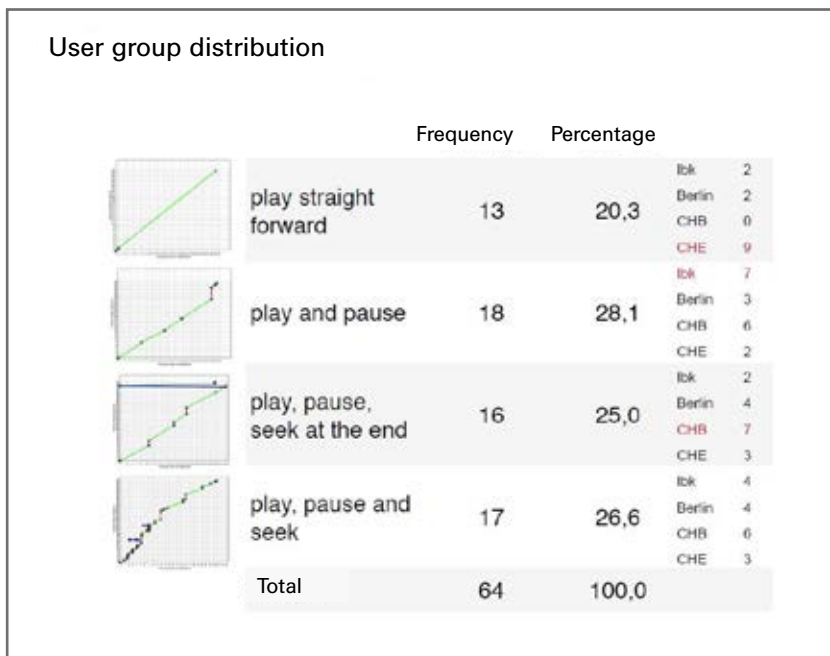 User group distribution
Frequency Percentage
play straight
forward
13 20,3
Ibk 2
Berlin 2
CHB 0
CHE 9
play and pause 18 28,1
Ibk 7
Berlin 3
CHB 6
CHE 2
play, pause,
seek at the end
16 25,0
Ibk 2
Berlin 4
CHB 7
CHE 3
play, pause and
seek
17 26,6
Ibk 4
Berlin 4
CHB 6
CHE 3
Total 64 100,0